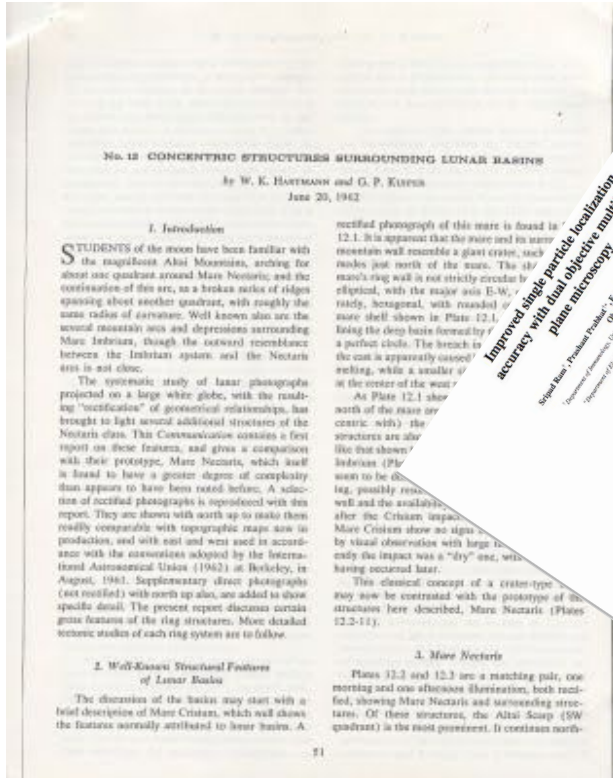 No. 12 CONCENTRIC STRUCTURES SURROUNDING LUNAR BASINS
by W. K. HARTMANN and G. P. KUIPER
June 20, 1962
1. Introduction
STUDENTS of the moon have been familiar with
the magnificent Altai Mountains, arching for
about one quadrant around Mare Nectaris; and the
continuation of this arc, as a broken series of ridges
spanning about another quadrant, with roughly the
same radius of curvature. Well known also are the
several mountain arcs and depressions surrounding
Mare Imbrium, though the outward resemblance
between the Imbrium system and the Nectaris
arcs is not close.
The systematic study of lunar photographs
projected on a large white globe, with the result-
ing "rectification" of geometrical relationships, has
brought to light several additional structures of the
Nectaris class. This Communication contains a first
report on these features, and gives a comparison
with their prototype, Mare Nectaris, which itself
is found to have a greater degree of complexity
than appears to have been noted before. A selec-
tion of rectified photographs is reproduced with this
report. They are shown with north up to make them
readily comparable with topographic maps now in
production, and with east and west used in accord-
ance with the conventions adopted by the Interna-
tional Astronomical Union (1962) at Berkeley, in
August, 1961. Supplementary direct photographs
(not rectified) with north up also, are added to show
specific detail. The present report discusses certain
gross features of the ring structures. More detailed
tectonic studies of each ring system are to follow.
2. Well-Known Structural Features
of Lunar Basins
The discussion of the basins may start with a
brief description of Mare Crisium, which well shows
the features normally attributed to lunar basins. A
rectified photograph of this mare is found in
12.1. It is apparent that the mare and its
mountain wall resemble a giant crater, such
just north of the mare. The
mare's ring wall is not strictly circular
elliptical, with the major axis E-W,
rately, hexagonal, with rounded
mare shelf shown in Plate 12.1,
lining the deep basin formed by
a perfect circle. The breach in
the east is apparently caused
melting, while a smaller
at the center of the west
As Plate 12.1
north of the mare are
centric with) the
structures are
like that shown
Imbrium
seem to be
ing, possibly
wall and the
after the Crisium impact
Mare Crisium show no signs
by visual observation with large
ently the impact was a "dry" one, with
having occurred later.
This classical concept of a crater-type
may now be contrasted with the prototype of the
structures here described, Mare Nectaris (Plates
12.2-11).
3. Mare Nectaris
Plates 12.2 and 12.3 are a matching pair, one
morning and one afternoon illumination, both recti-
fied, showing Mare Nectaris and surrounding struc-
tures. Of these structures, the Altai Scarp (SW
quadrant) is the most prominent. It continues north-
51
Improved single particle localization
accuracy with dual objective
plane microscopy
Sripad Ram, Prashant Prabhat,